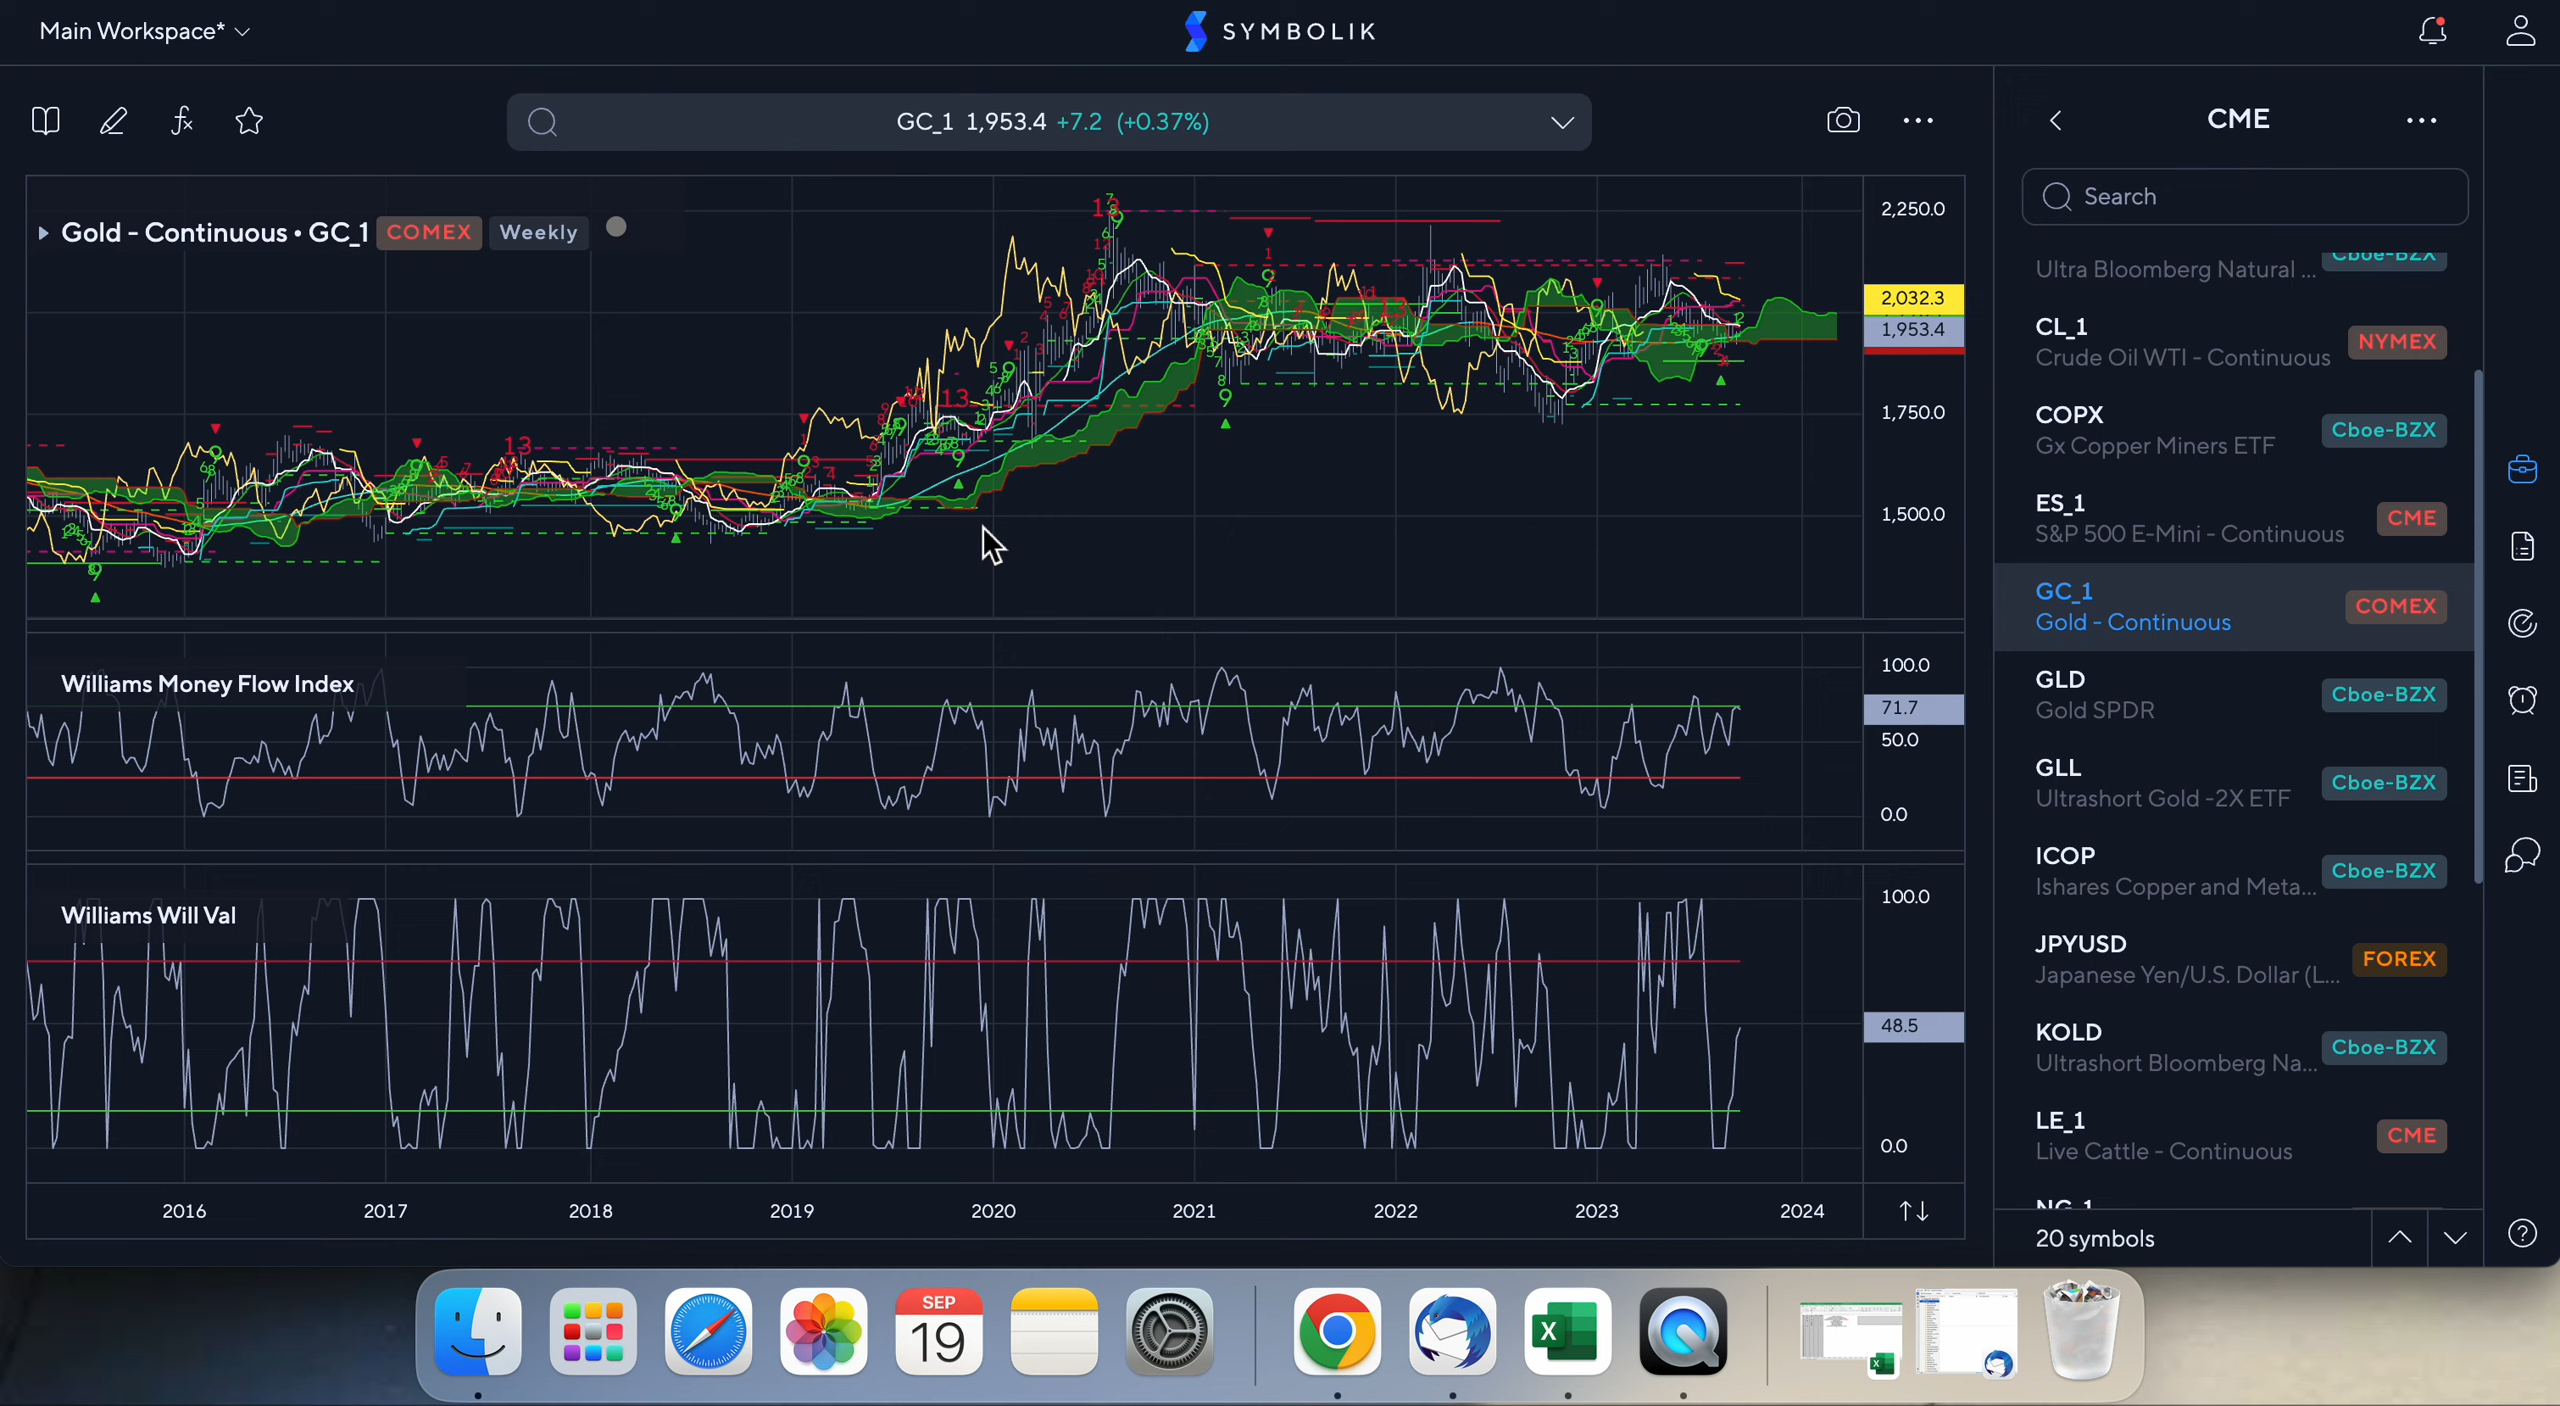 Main Workspace*
SYMBOLIK
GC_1 1,953.4 +7.2 (+0.37%)
Gold - Continuous • GC_1 COMEX Weekly
2,250.0
2,032.3
1,953.4
1,750.0
1,500.0
Williams Money Flow Index
100.0
71.7
50.0
0.0
Williams Will Val
100.0
48.5
0.0
2016 2017 2018 2019 2020 2021 2022 2023 2024
CME
Search
Ultra Bloomberg Natural ... Cboe-BZX
CL_1
Crude Oil WTI - Continuous NYMEX
COPX
Gx Copper Miners ETF Cboe-BZX
ES_1
S&P 500 E-Mini - Continuous CME
GC_1
Gold - Continuous COMEX
GLD
Gold SPDR Cboe-BZX
GLL
Ultrashort Gold -2X ETF Cboe-BZX
ICOP
Ishares Copper and Meta... Cboe-BZX
JPYUSD
Japanese Yen/U.S. Dollar (L... FOREX
KOLD
Ultrashort Bloomberg Na... Cboe-BZX
LE_1
Live Cattle - Continuous CME
NG_1
20 symbols
SEP
19